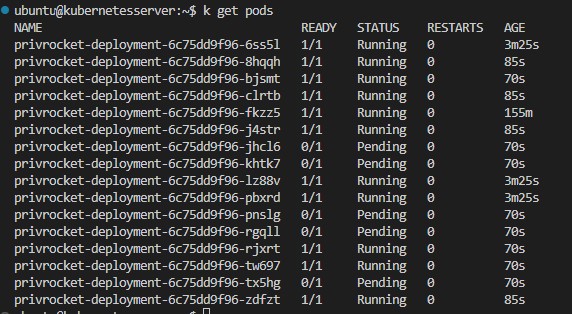 ubuntu@kubernetesserver:~$ k get pods
NAME READY STATUS RESTARTS AGE
privrocket-deployment-6c75dd9f96-6ss5l 1/1 Running 0 3m25s
privrocket-deployment-6c75dd9f96-8hqqh 1/1 Running 0 85s
privrocket-deployment-6c75dd9f96-bjsmt 1/1 Running 0 70s
privrocket-deployment-6c75dd9f96-clrtb 1/1 Running 0 85s
privrocket-deployment-6c75dd9f96-fkzz5 1/1 Running 0 155m
privrocket-deployment-6c75dd9f96-j4str 1/1 Running 0 85s
privrocket-deployment-6c75dd9f96-jhcl6 0/1 Pending 0 70s
privrocket-deployment-6c75dd9f96-khtk7 0/1 Pending 0 70s
privrocket-deployment-6c75dd9f96-lz88v 1/1 Running 0 3m25s
privrocket-deployment-6c75dd9f96-pbxrd 1/1 Running 0 3m25s
privrocket-deployment-6c75dd9f96-pnslg 0/1 Pending 0 70s
privrocket-deployment-6c75dd9f96-rgqll 0/1 Pending 0 70s
privrocket-deployment-6c75dd9f96-rjxrt 1/1 Running 0 70s
privrocket-deployment-6c75dd9f96-tw697 1/1 Running 0 70s
privrocket-deployment-6c75dd9f96-tx5hg 0/1 Pending 0 70s
privrocket-deployment-6c75dd9f96-zdfzt 1/1 Running 0 85s